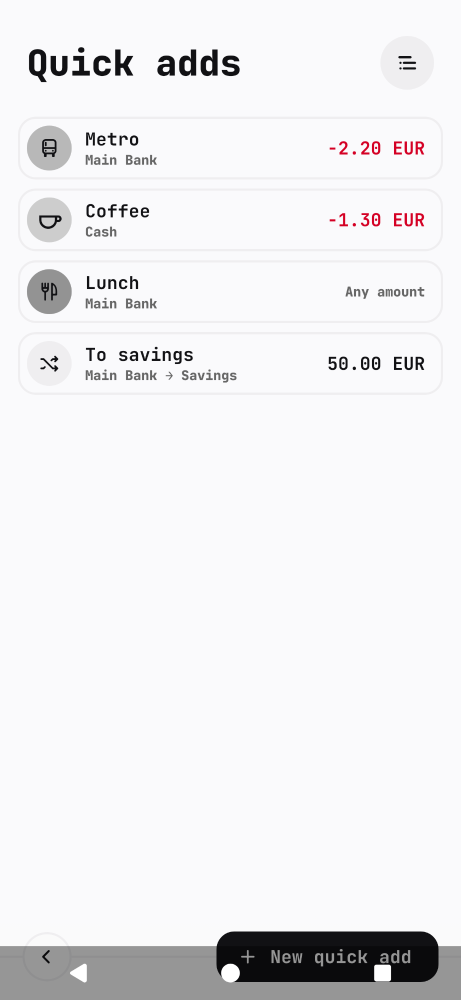 Quick adds
Metro
Main Bank
-2.20 EUR
Coffee
Cash
-1.30 EUR
Lunch
Main Bank
Any amount
To savings
Main Bank → Savings
50.00 EUR
New quick add